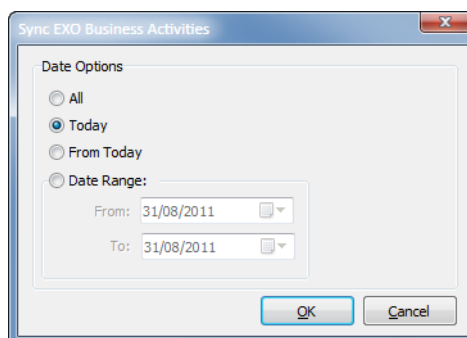 Sync EXO Business Activities
Date Options
All
Today
From Today
Date Range:
From: 31/08/2011
To: 31/08/2011
OK Cancel